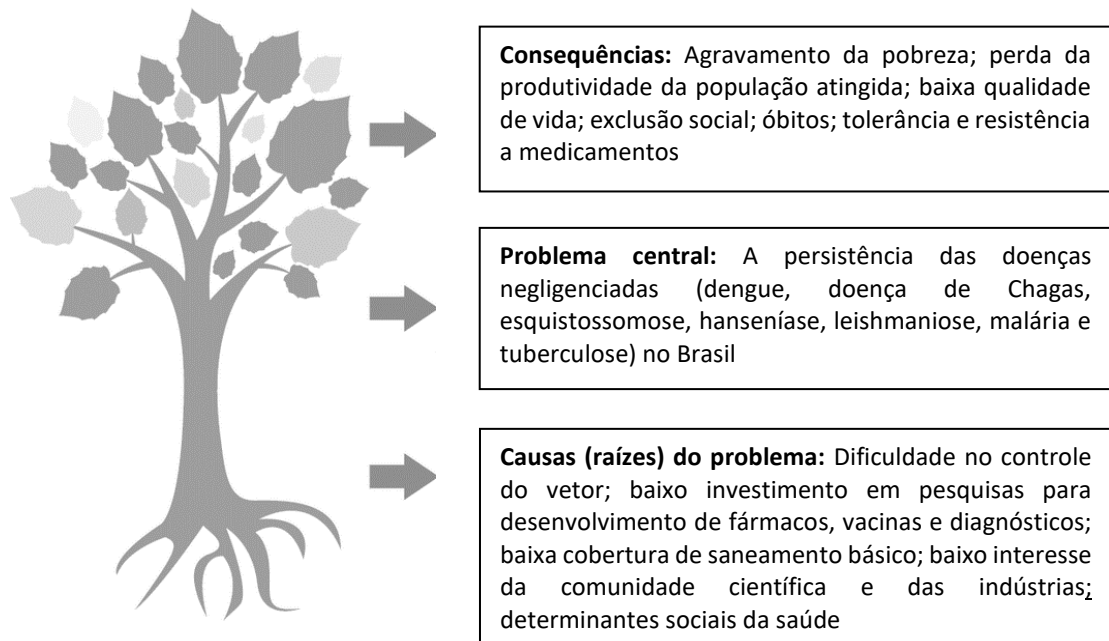 Consequências: Agravamento da pobreza; perda da
produtividade da população atingida; baixa qualidade
de vida; exclusão social; óbitos; tolerância e resistência
a medicamentos
Problema central: A persistência das doenças
negligenciadas (dengue, doença de Chagas,
esquistossomose, hanseníase, leishmaniose, malária e
tuberculose) no Brasil
Causas (raízes) do problema: Dificuldade no controle
do vetor; baixo investimento em pesquisas para
desenvolvimento de fármacos, vacinas e diagnósticos;
baixa cobertura de saneamento básico; baixo interesse
da comunidade científica e das indústrias;
determinantes sociais da saúde